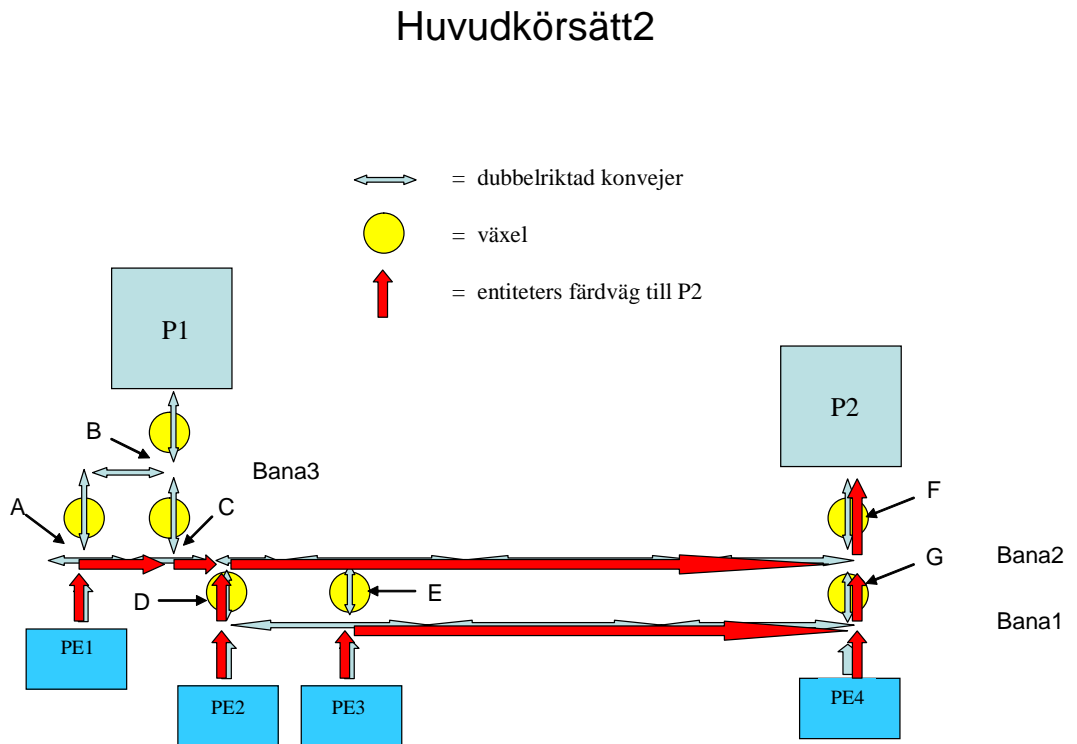 Huvudkörsätt2
= dubbelriktad konvejer
= växel
= entiteters färdväg till P2
P1
P2
B
Bana3
A
C
F
Bana2
G
D
E
Bana1
PE1
PE2
PE3
PE4